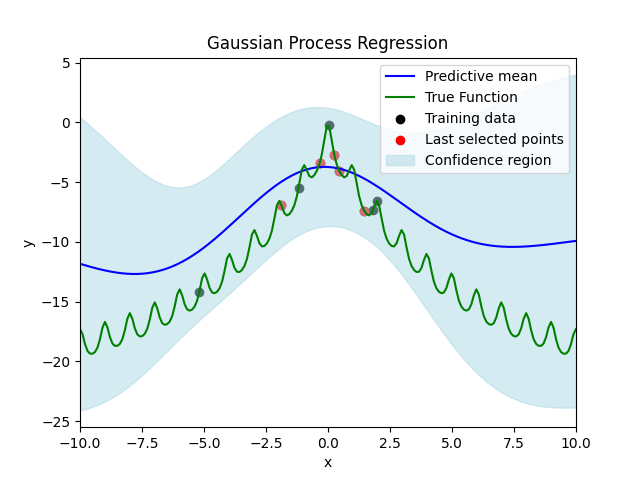 Gaussian Process Regression
Predictive mean
True Function
Training data
Last selected points
Confidence region
y
5
0
−5
−10
−15
−20
−25
−10.0 −7.5 −5.0 −2.5 0.0 2.5 5.0 7.5 10.0
x